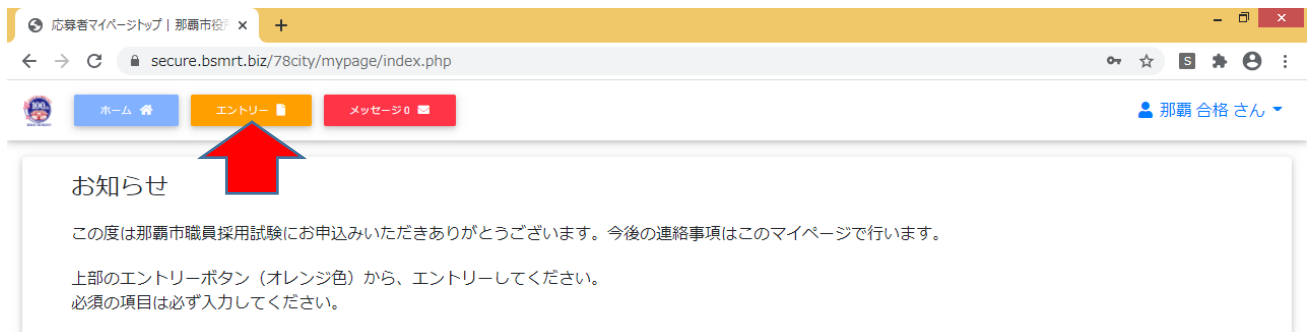 応募者マイページトップ | 那覇市役
secure.bsmrt.biz/78city/mypage/index.php
ホーム
エントリー
メッセージ0
那覇 合格 さん
お知らせ
この度は那覇市職員採用試験にお申込みいただきありがとうございます。今後の連絡事項はこのマイページで行います。
上部のエントリーボタン（オレンジ色）から、エントリーしてください。
必須の項目は必ず入力してください。